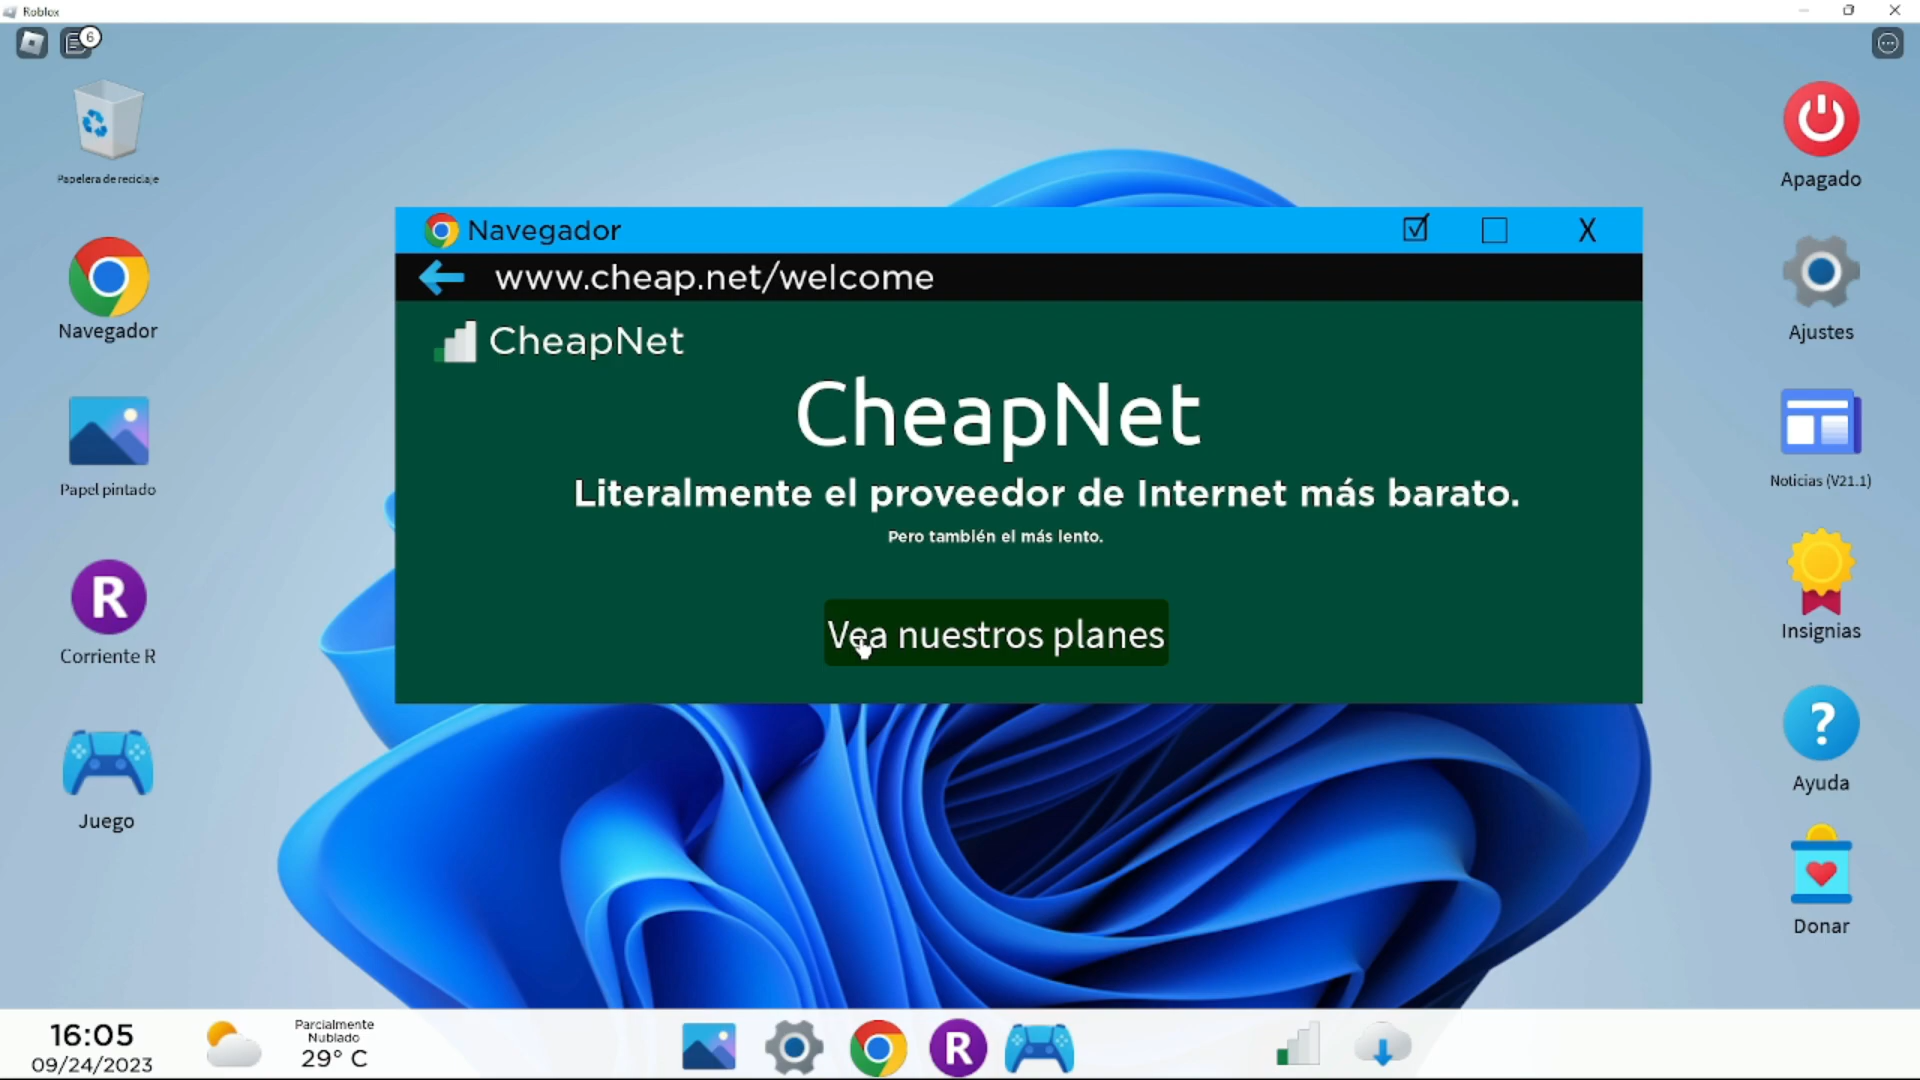 Roblox
6
Papelera de reciclaje
Navegador
Papel pintado
R
Corriente R
Juego
Navegador
X
www.cheap.net/welcome
CheapNet
CheapNet
Literalmente el proveedor de Internet más barato.
Pero también el más lento.
Vea nuestros planes
Apagado
Ajustes
Noticias (V21.1)
Insignias
?
Ayuda
Donar
16:05
09/24/2023
Parcialmente
Nublado
29° C
R